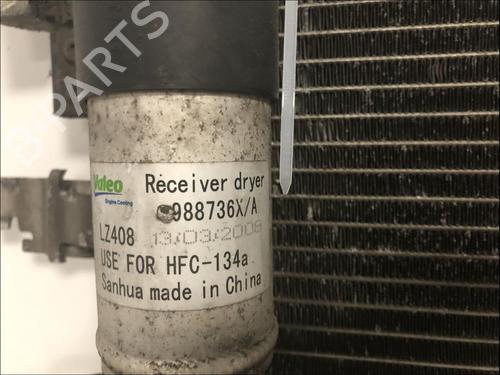 Valeo
Engine Cooling
Receiver dryer
988736X/A
LZ408 13/03/2008
USE FOR HFC-134a
Sanhua made in China
B-PARTS